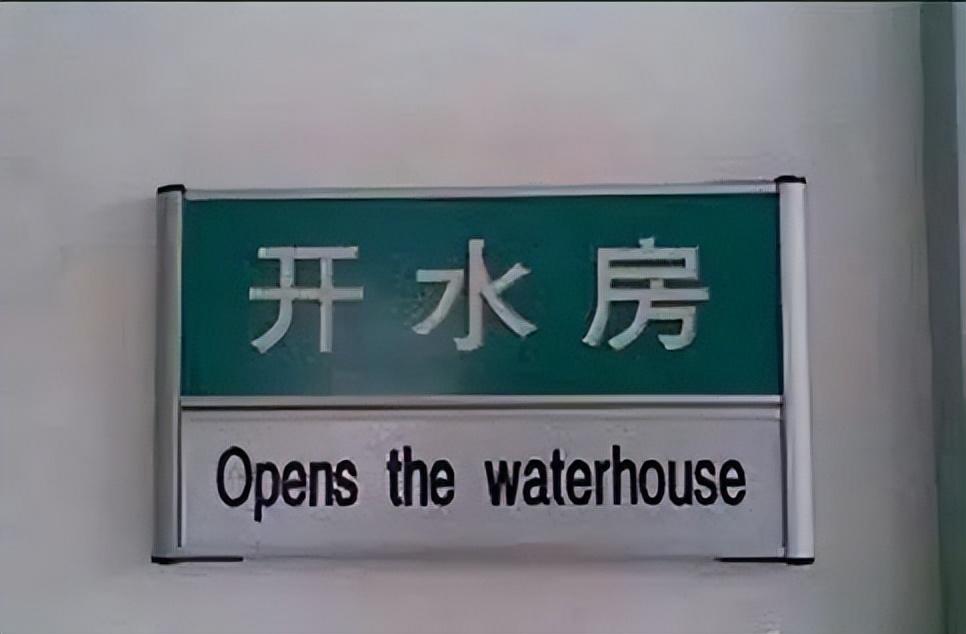 开水房
Opens the waterhouse